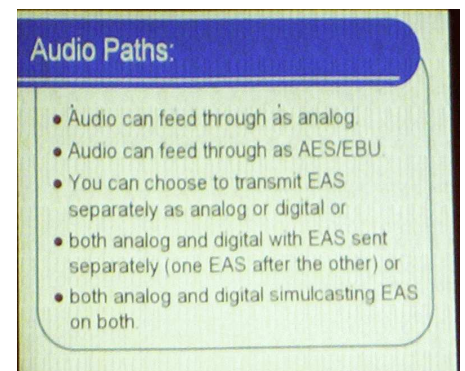 Audio Paths:
• Audio can feed through as analog.
• Audio can feed through as AES/EBU.
• You can choose to transmit EAS
separately as analog or digital or
• both analog and digital with EAS sent
separately (one EAS after the other) or
• both analog and digital simulcasting EAS
on both.